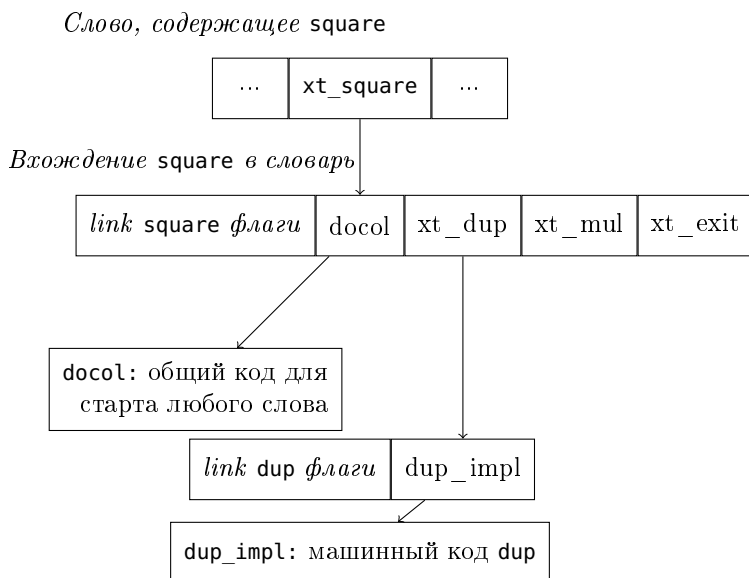 Слово, содержащее square
... xt_square ...
Вхождение square в словарь
link square флаги docol xt_dup xt_mul xt_exit
docol: общий код для
старта любого слова
link dup флаги dup_impl
dup_impl: машинный код dup